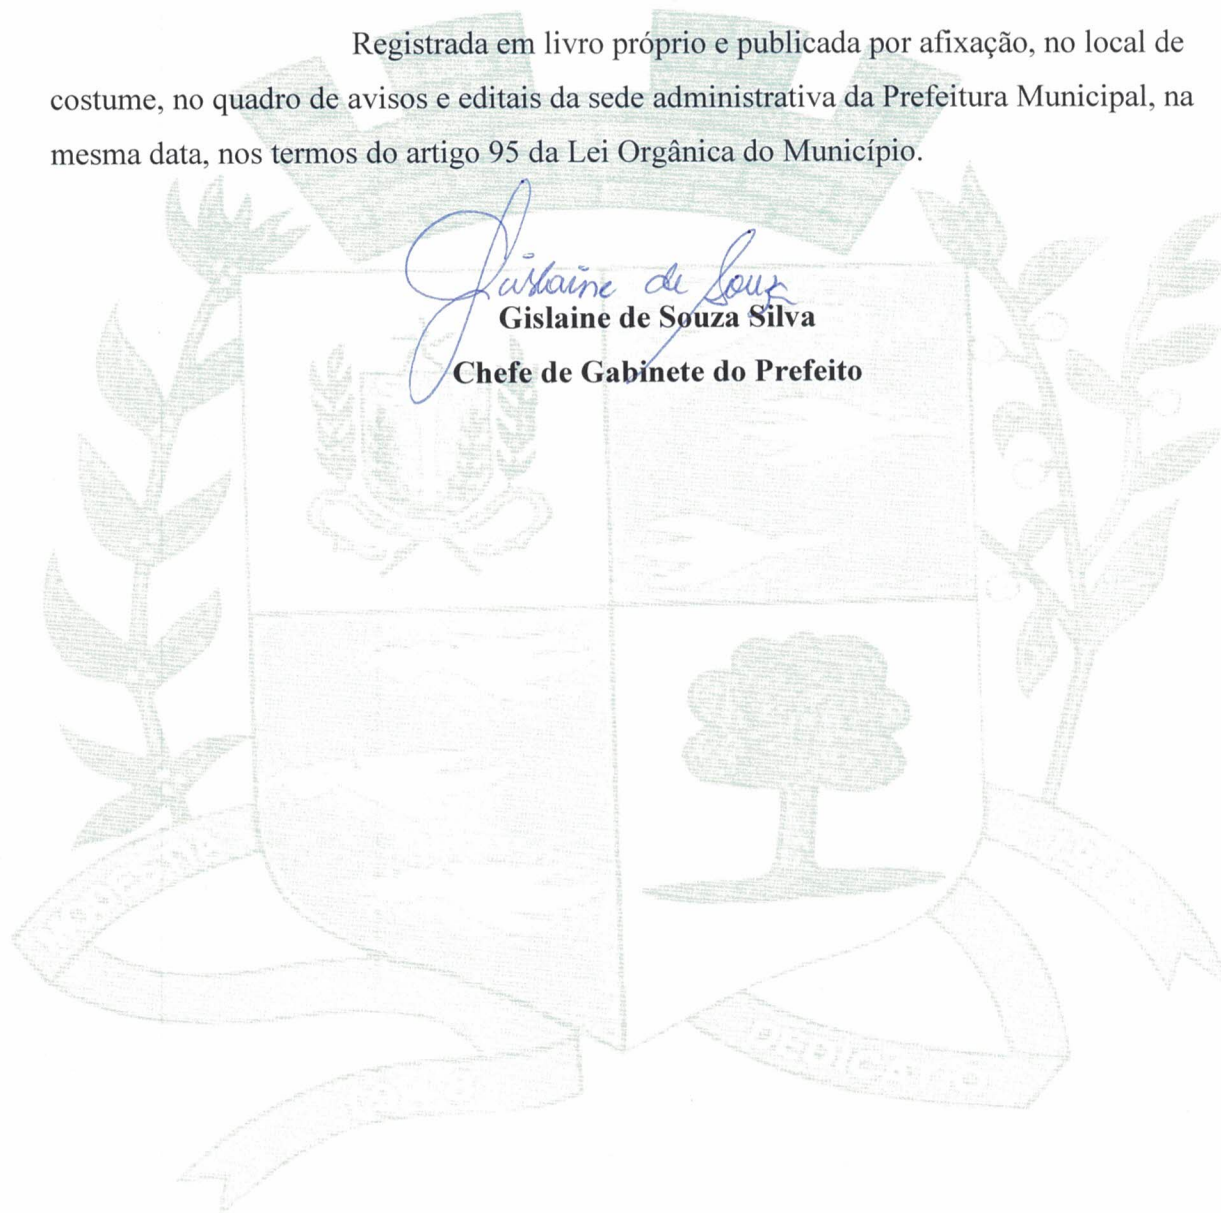 Registrada em livro próprio e publicada por afixação, no local de
costume, no quadro de avisos e editais da sede administrativa da Prefeitura Municipal, na
mesma data, nos termos do artigo 95 da Lei Orgânica do Município.
Gislaine de Souza
Gislaine de Souza Silva
Chefe de Gabinete do Prefeito